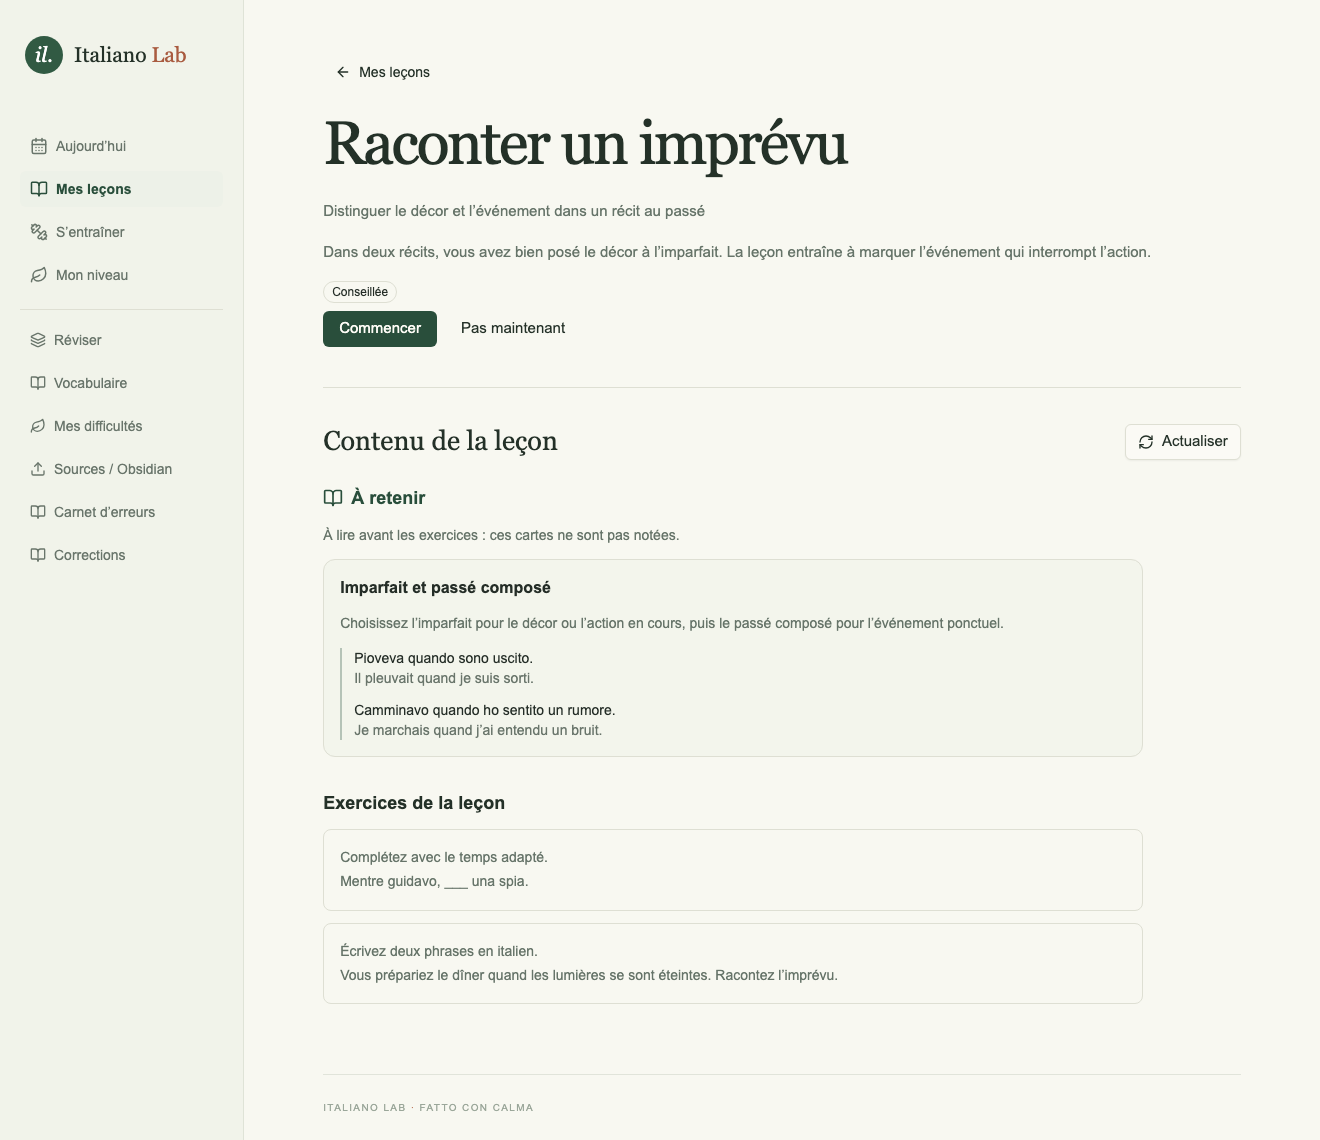 il. Italiano Lab
Aujourd’hui
Mes leçons
S’entraîner
Mon niveau
Réviser
Vocabulaire
Mes difficultés
Sources / Obsidian
Carnet d’erreurs
Corrections
Mes leçons
Raconter un imprévu
Distinguer le décor et l’événement dans un récit au passé
Dans deux récits, vous avez bien posé le décor à l’imparfait. La leçon entraîne à marquer l’événement qui interrompt l’action.
Conseillée
Commencer Pas maintenant
Contenu de la leçon
Actualiser
À retenir
À lire avant les exercices : ces cartes ne sont pas notées.
Imparfait et passé composé
Choisissez l’imparfait pour le décor ou l’action en cours, puis le passé composé pour l’événement ponctuel.
Pioveva quando sono uscito.
Il pleuvait quand je suis sorti.
Camminavo quando ho sentito un rumore.
Je marchais quand j’ai entendu un bruit.
Exercices de la leçon
Complétez avec le temps adapté.
Mentre guidavo, ___ una spia.
Écrivez deux phrases en italien.
Vous prépariez le dîner quand les lumières se sont éteintes. Racontez l’imprévu.
ITALIANO LAB · FATTO CON CALMA